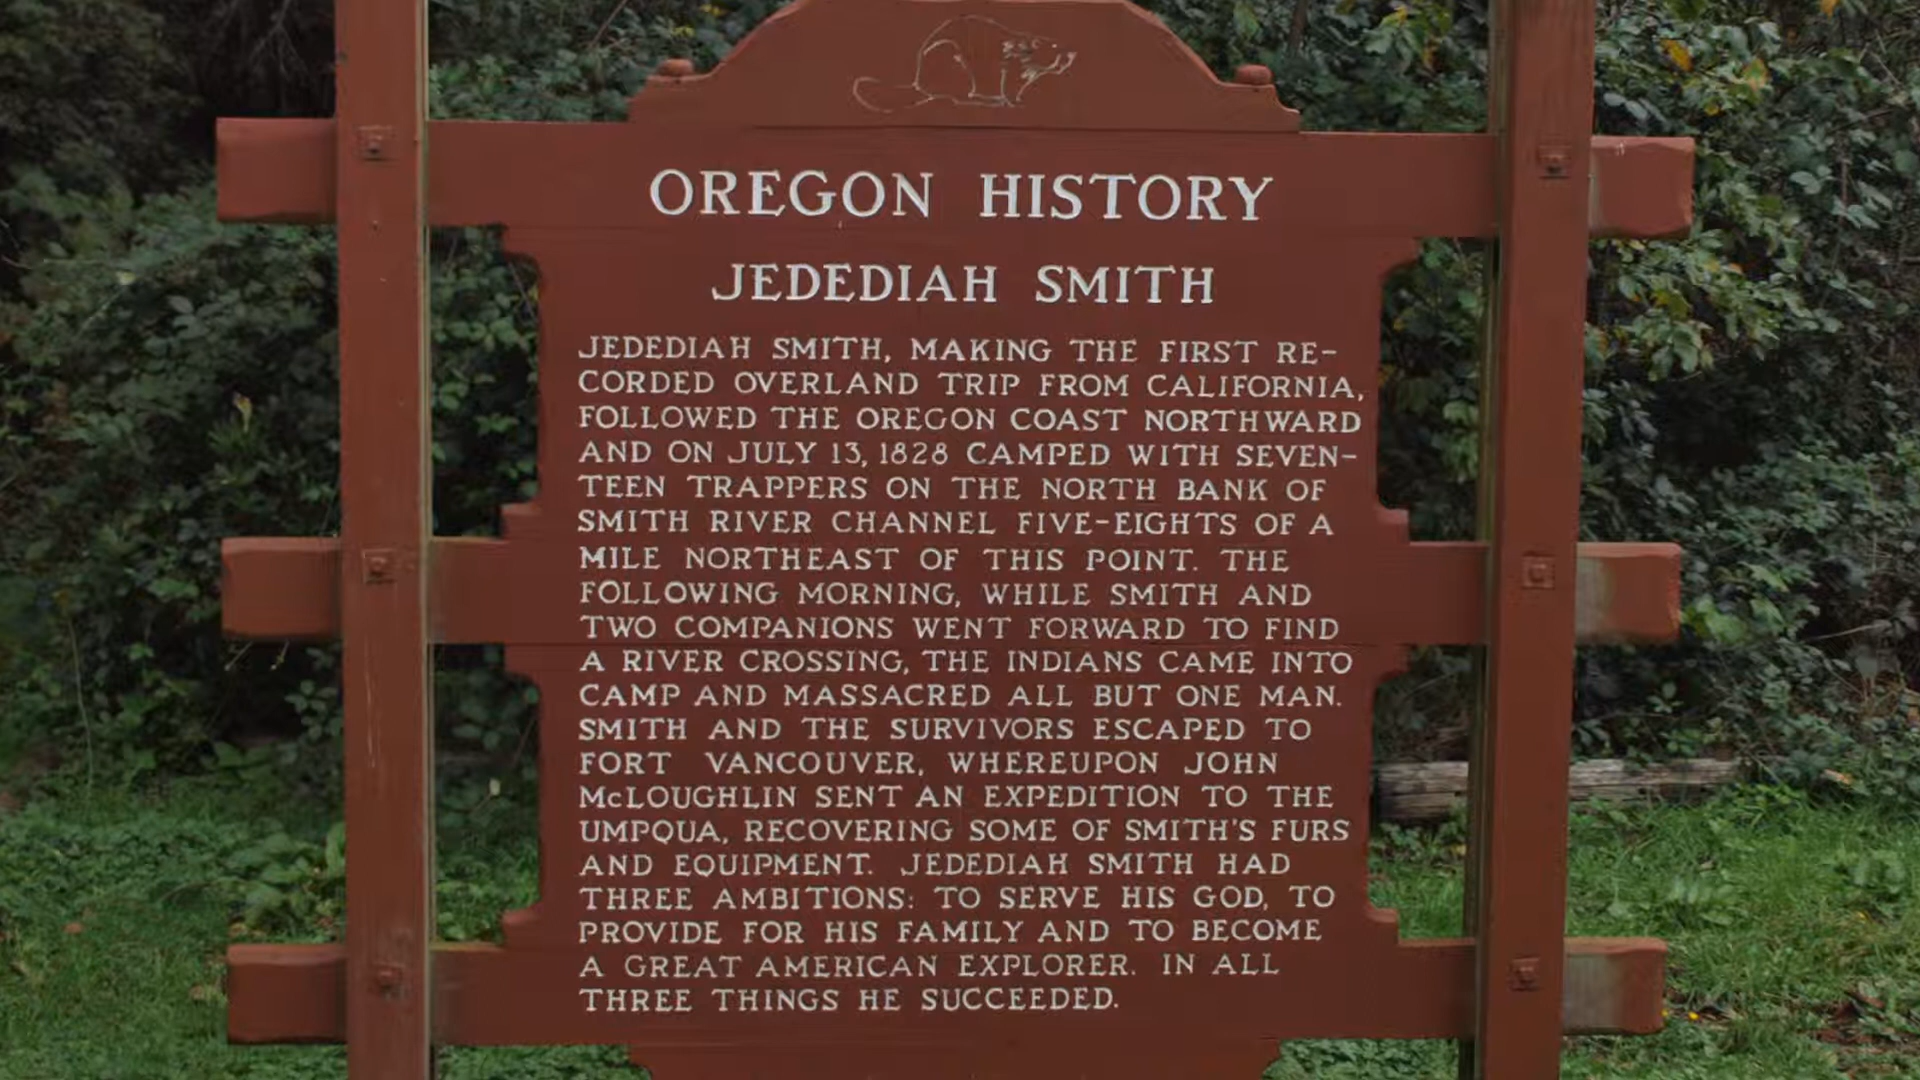 OREGON HISTORY
JEDEDIAH SMITH
JEDEDIAH SMITH, MAKING THE FIRST RE-
CORDED OVERLAND TRIP FROM CALIFORNIA,
FOLLOWED THE OREGON COAST NORTHWARD
AND ON JULY 13, 1828 CAMPED WITH SEVEN-
TEEN TRAPPERS ON THE NORTH BANK OF
SMITH RIVER CHANNEL FIVE-EIGHTS OF A
MILE NORTHEAST OF THIS POINT. THE
FOLLOWING MORNING, WHILE SMITH AND
TWO COMPANIONS WENT FORWARD TO FIND
A RIVER CROSSING, THE INDIANS CAME INTO
CAMP AND MASSACRED ALL BUT ONE MAN.
SMITH AND THE SURVIVORS ESCAPED TO
FORT VANCOUVER, WHEREUPON JOHN
McLOUGHLIN SENT AN EXPEDITION TO THE
UMPQUA, RECOVERING SOME OF SMITH'S FURS
AND EQUIPMENT. JEDEDIAH SMITH HAD
THREE AMBITIONS: TO SERVE HIS GOD, TO
PROVIDE FOR HIS FAMILY AND TO BECOME
A GREAT AMERICAN EXPLORER. IN ALL
THREE THINGS HE SUCCEEDED.